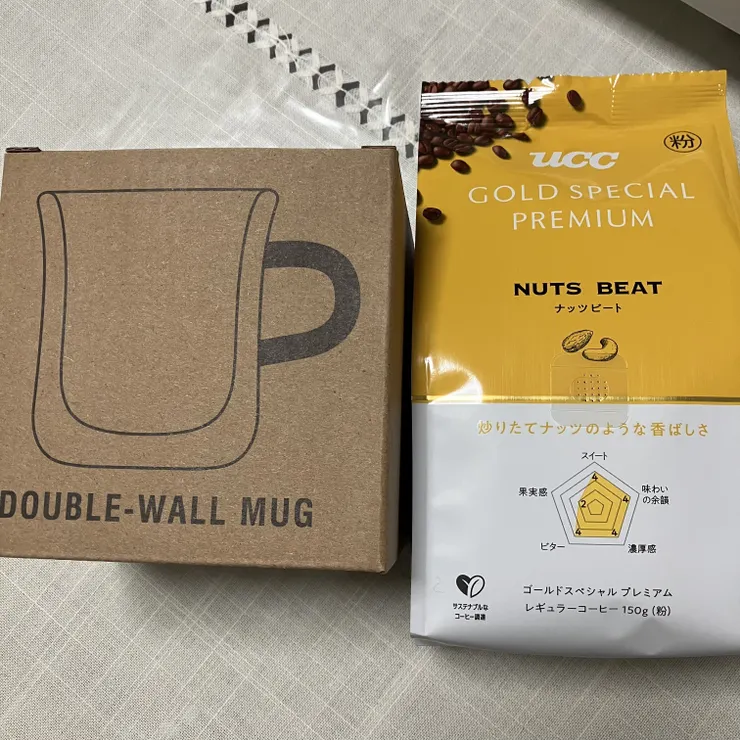 DOUBLE-WALL MUG
粉
UCC
GOLD SPECIAL
PREMIUM
NUTS BEAT
ナッツビート
炒りたてナッツのような香ばしさ
スイート
4
果実感
2
4
味わい
の余韻
4
4
ビター
濃厚感
サステナブルな
コーヒー調達
ゴールドスペシャル プレミアム
レギュラーコーヒー 150g (粉)